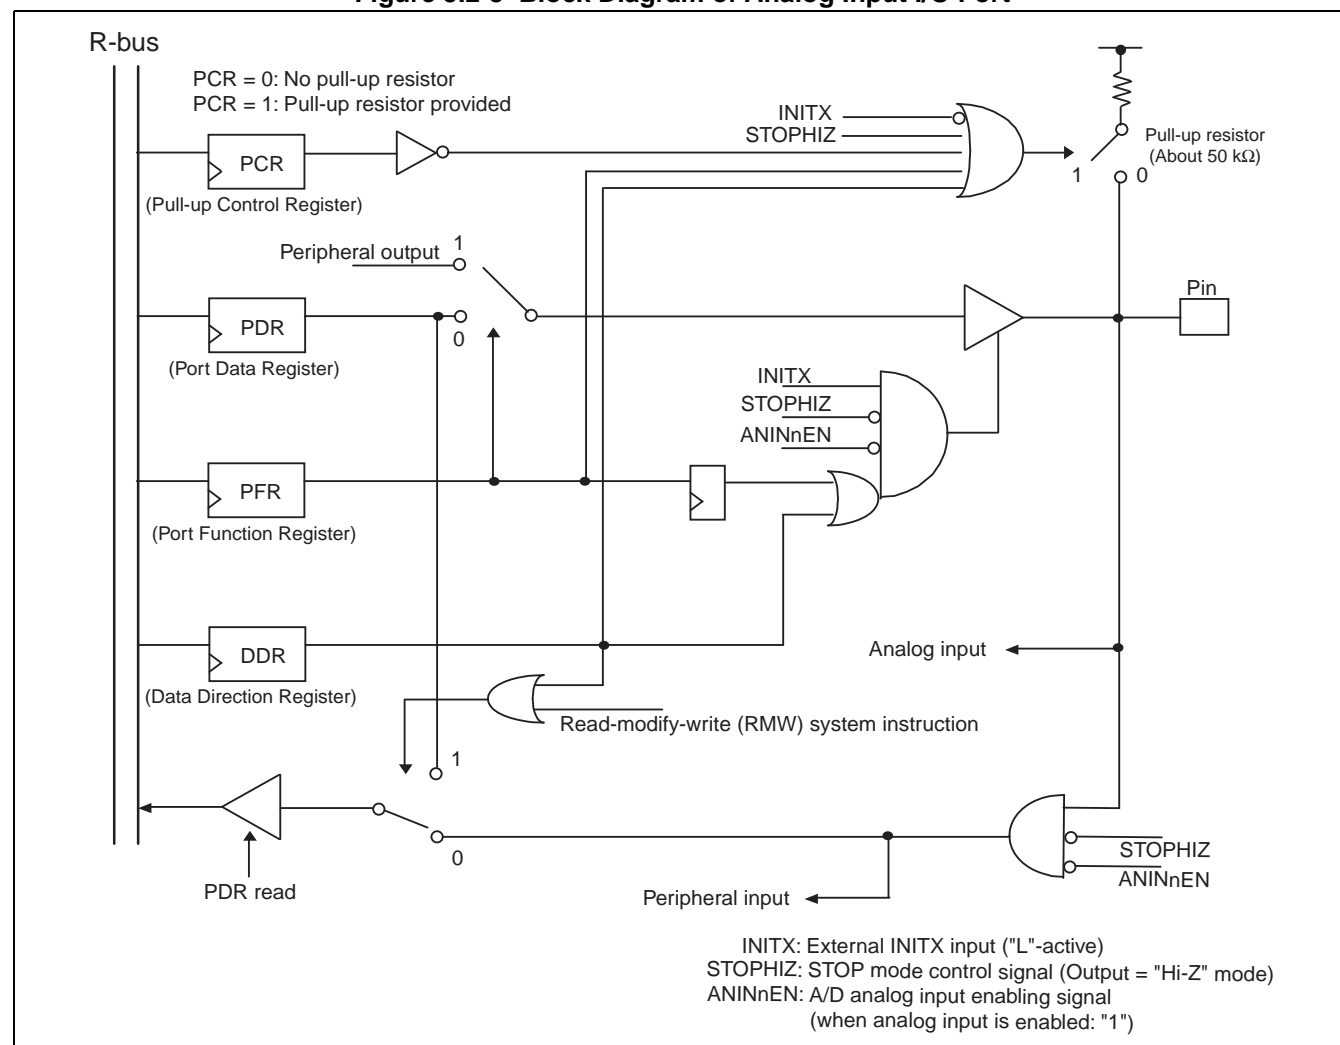 Figure 5.2-3 Block Diagram of Analog Input I/O Port
R-bus
PCR = 0: No pull-up resistor
PCR = 1: Pull-up resistor provided
INITX
STOPHIZ
Pull-up resistor
(About 50 kΩ)
PCR
1
0
(Pull-up Control Register)
Peripheral output
1
Pin
PDR
0
(Port Data Register)
INITX
STOPHIZ
ANINnEN
PFR
(Port Function Register)
DDR
Analog input
(Data Direction Register)
Read-modify-write (RMW) system instruction
1
0
STOPHIZ
ANINnEN
PDR read
Peripheral input
INITX: External INITX input ("L"-active)
STOPHIZ: STOP mode control signal (Output = "Hi-Z" mode)
ANINnEN: A/D analog input enabling signal
(when analog input is enabled: "1")